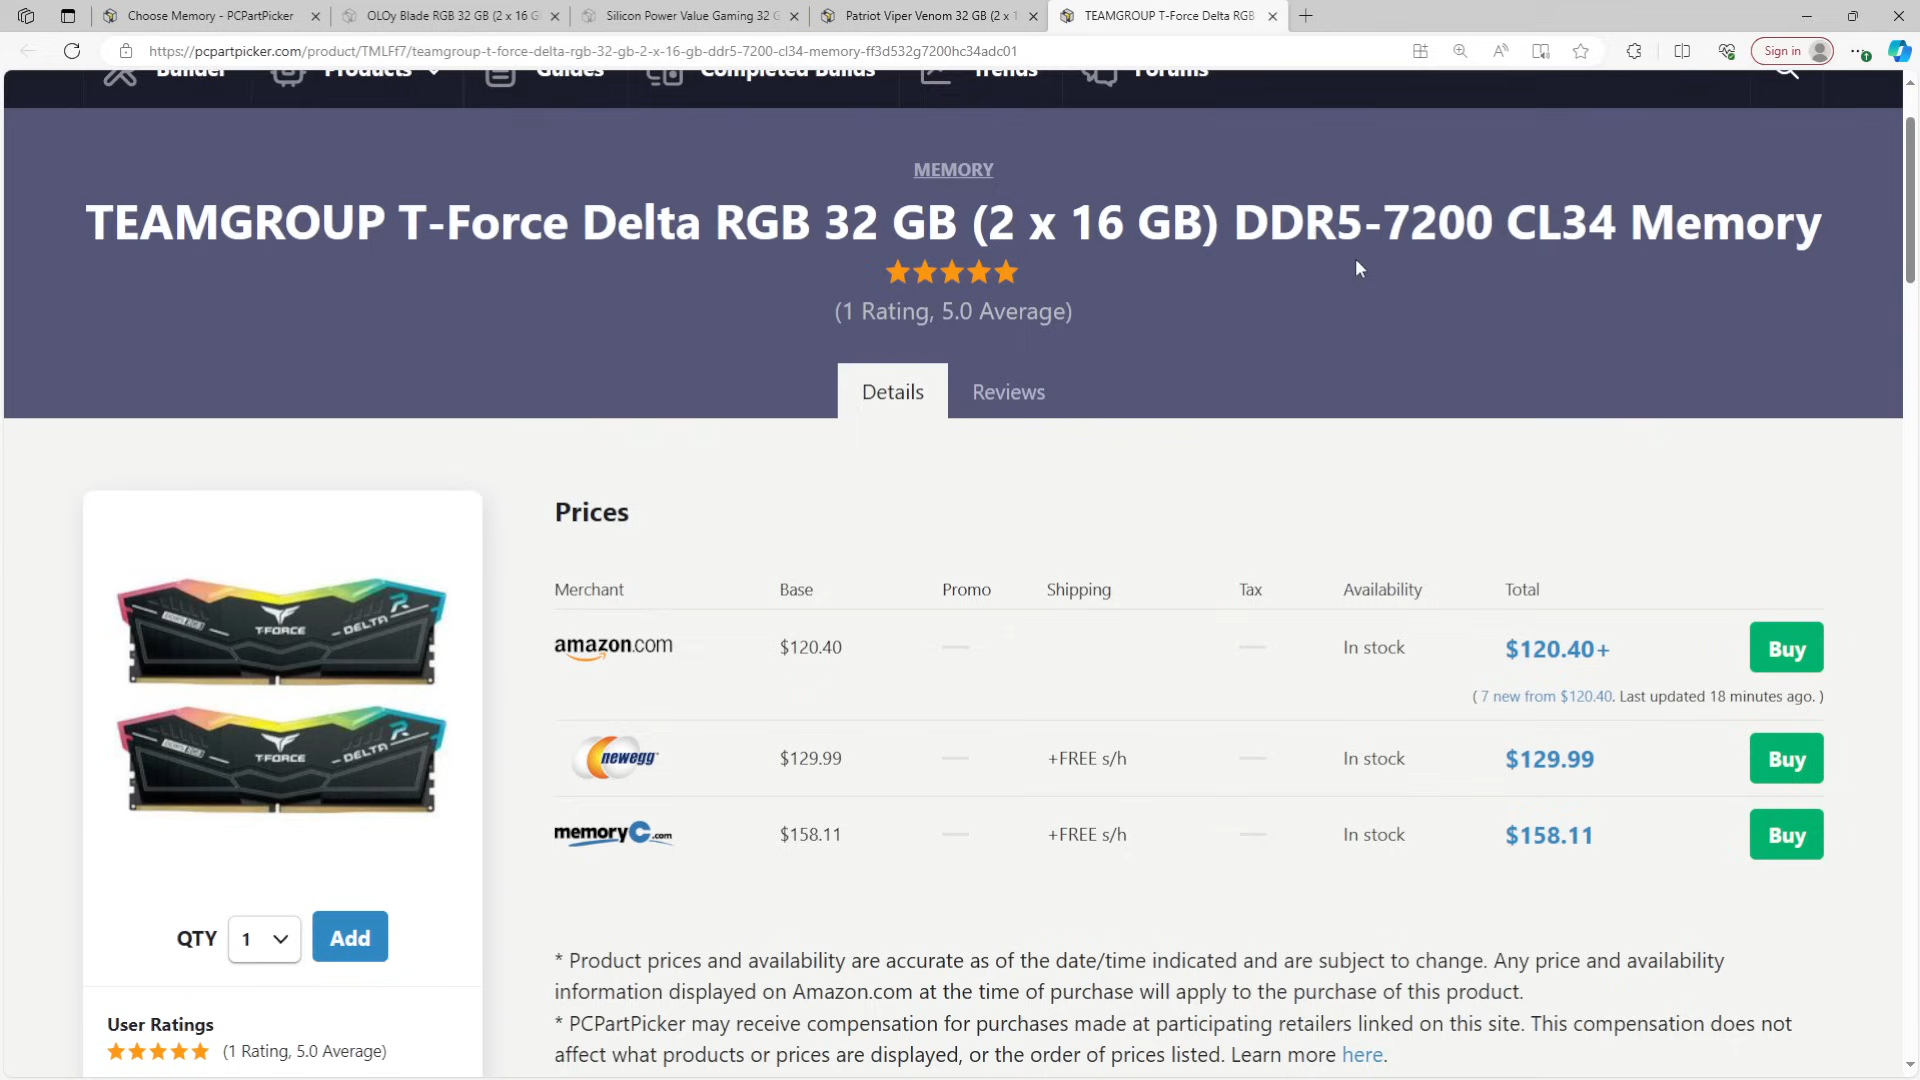 Choose Memory - PCPartPicker
OLOy Blade RGB 32 GB (2 x 16 G
Silicon Power Value Gaming 32 G
Patriot Viper Venom 32 GB (2 x 1
TEAMGROUP T-Force Delta RGB
https://pcpartpicker.com/product/TMLFf7/teamgroup-t-force-delta-rgb-32-gb-2-x-16-gb-ddr5-7200-cl34-memory-ff3d532g7200hc34adc01
Sign in
Builder Products Guides Completed Builds Trends Forums
MEMORY
TEAMGROUP T-Force Delta RGB 32 GB (2 x 16 GB) DDR5-7200 CL34 Memory
(1 Rating, 5.0 Average)
Details Reviews
Prices
Merchant Base Promo Shipping Tax Availability Total
amazon.com $120.40 In stock $120.40+ Buy
( 7 new from $120.40. Last updated 18 minutes ago. )
newegg $129.99 +FREE s/h In stock $129.99 Buy
memoryC.com $158.11 +FREE s/h In stock $158.11 Buy
T-FORCE DELTA
T-FORCE DELTA
QTY 1 Add
User Ratings
(1 Rating, 5.0 Average)
* Product prices and availability are accurate as of the date/time indicated and are subject to change. Any price and availability
information displayed on Amazon.com at the time of purchase will apply to the purchase of this product.
* PCPartPicker may receive compensation for purchases made at participating retailers linked on this site. This compensation does not
affect what products or prices are displayed, or the order of prices listed. Learn more here.